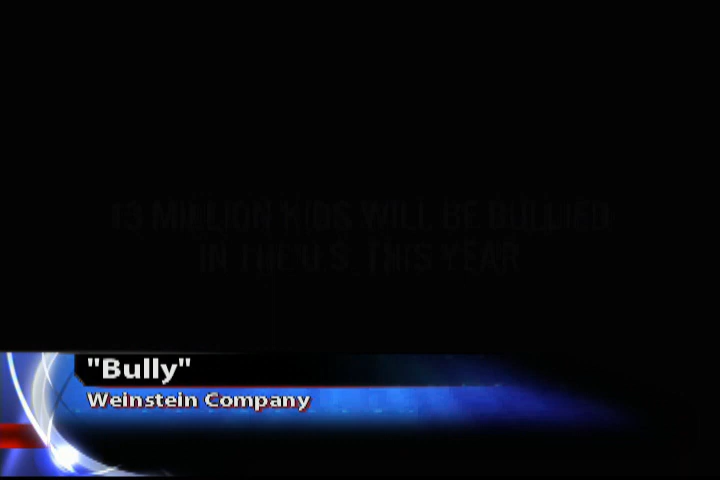 13 MILLION KIDS WILL BE BULLIED
IN THE U.S. THIS YEAR
"Bully"
Weinstein Company